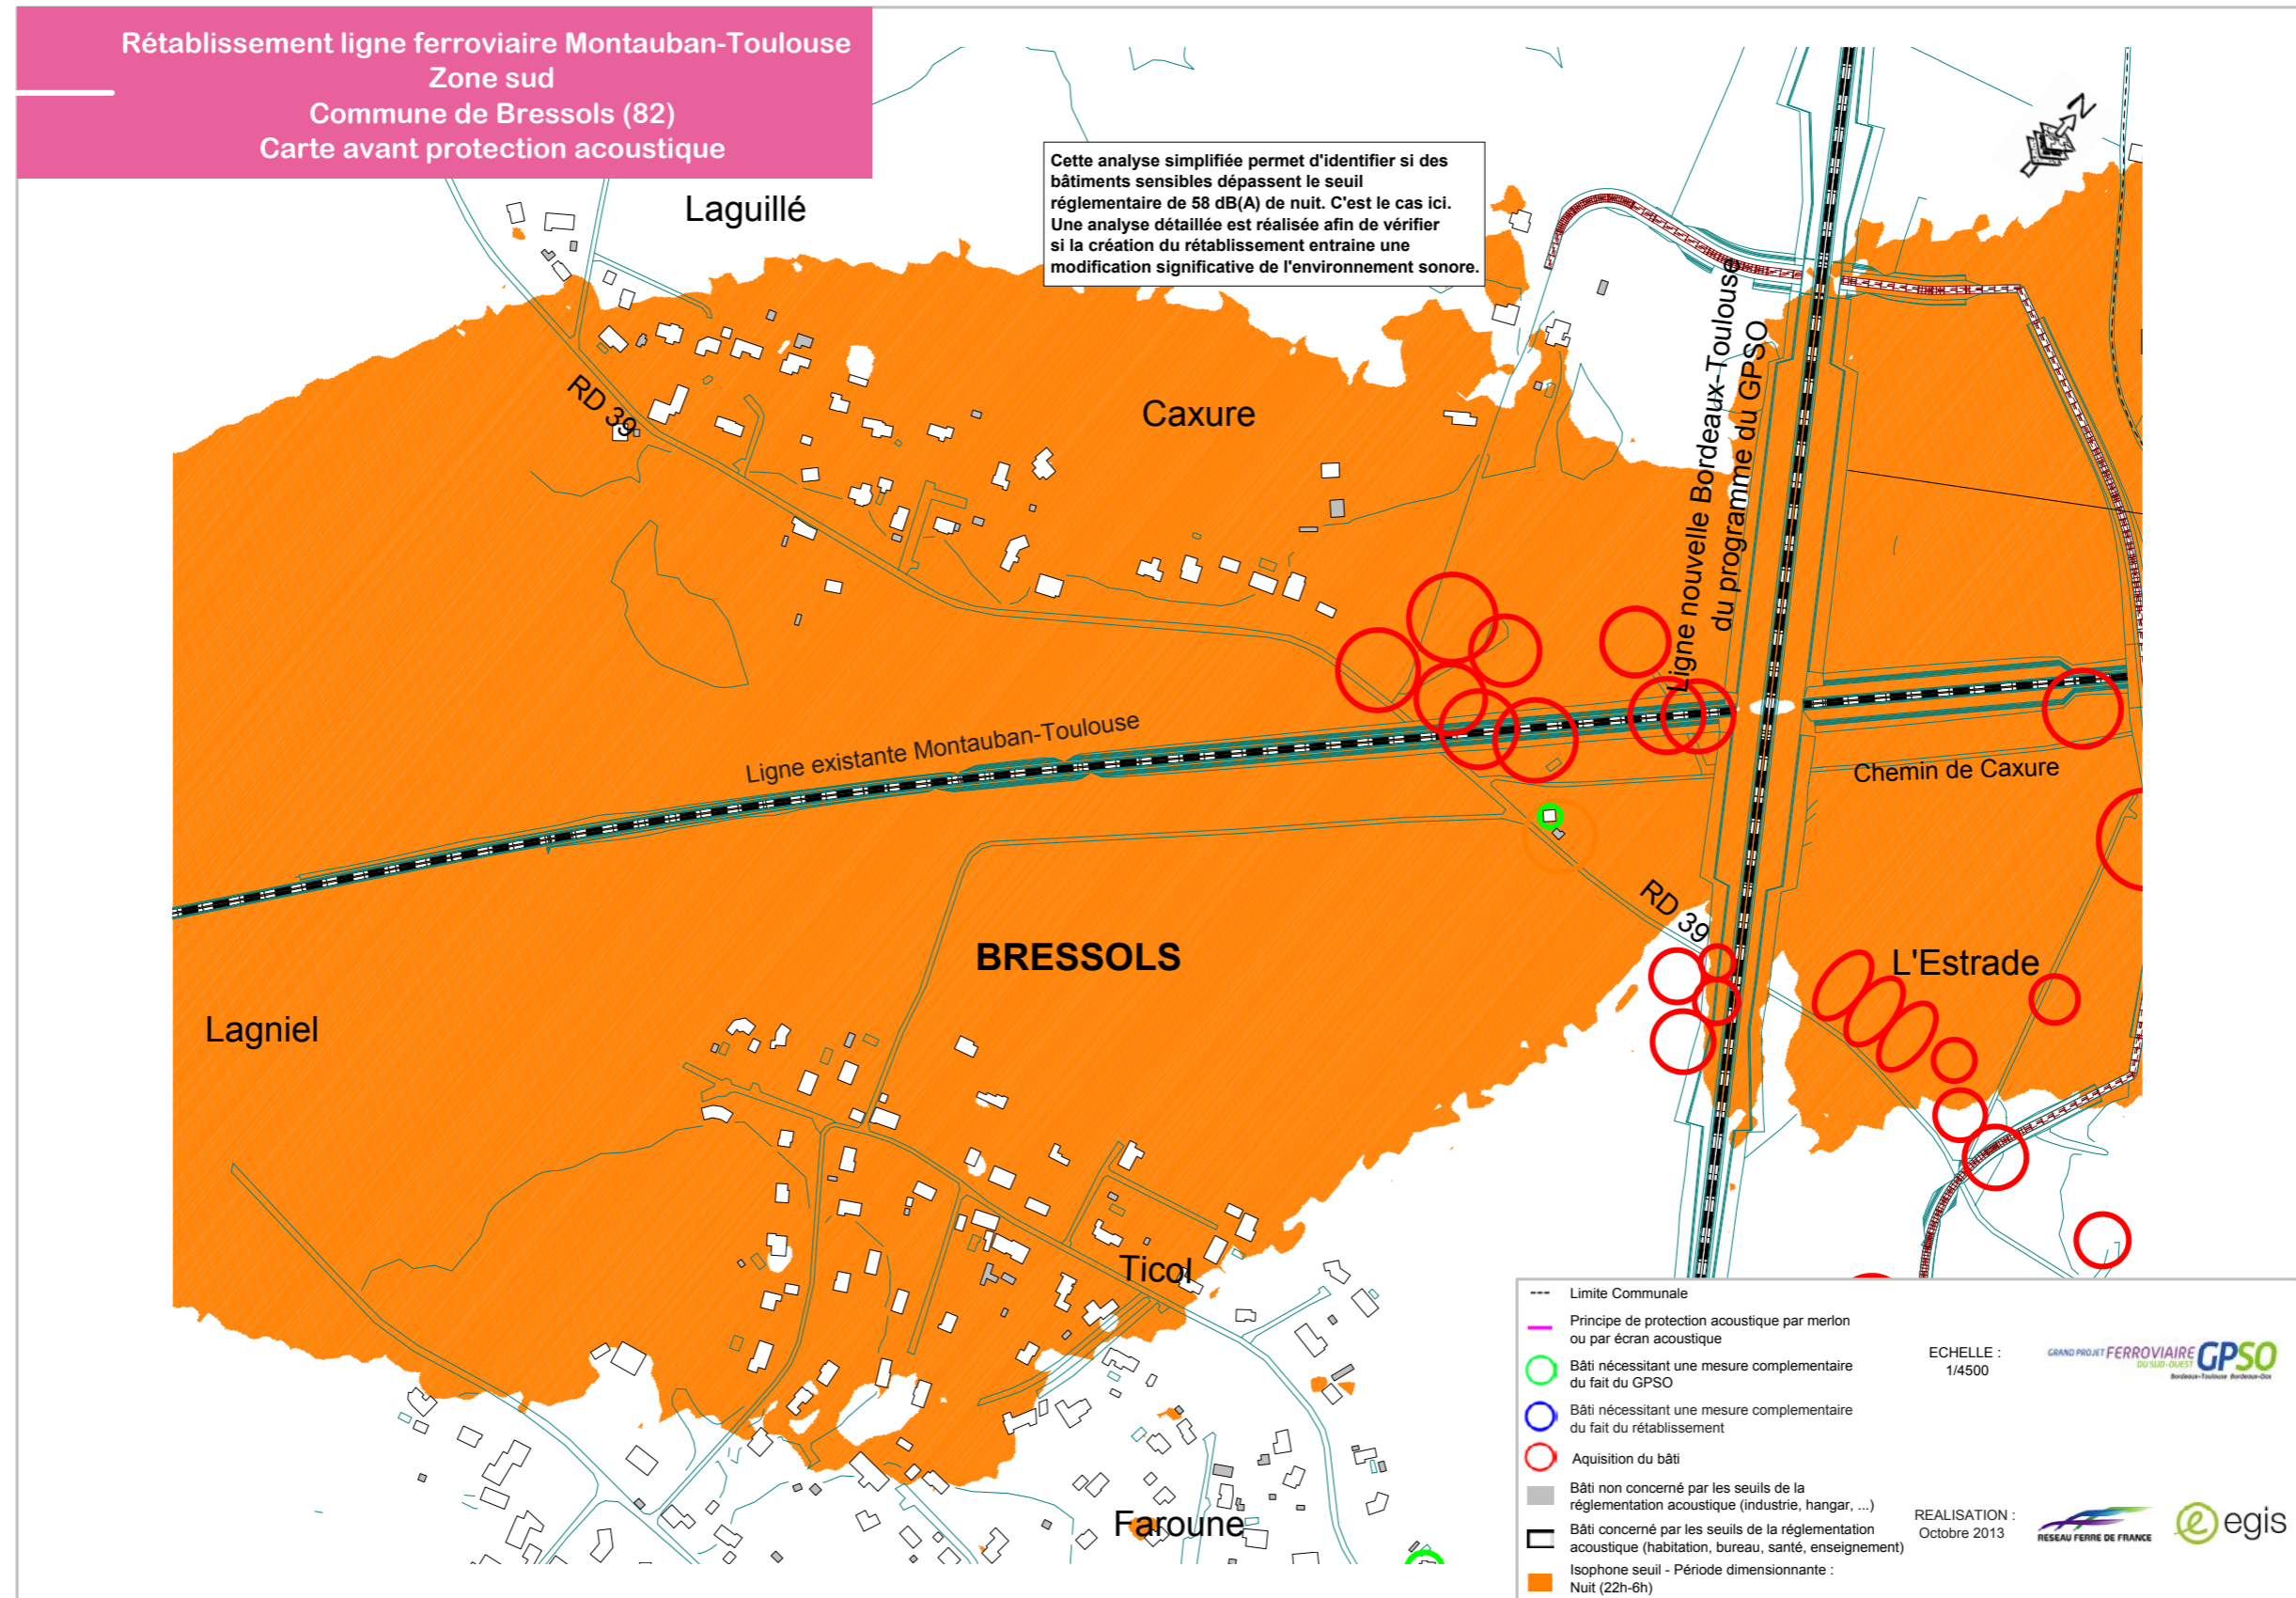 Rétablissement ligne ferroviaire Montauban-Toulouse
Zone sud
Commune de Bressols (82)
Carte avant protection acoustique
Cette analyse simplifiée permet d'identifier si des
bâtiments sensibles dépassent le seuil
réglementaire de 58 dB(A) de nuit. C'est le cas ici.
Une analyse détaillée est réalisée afin de vérifier
si la création du rétablissement entraine une
modification significative de l'environnement sonore.
N
Laguillé
RD 39
Caxure
Ligne nouvelle Bordeaux-Toulouse
du programme du GPSO
Ligne existante Montauban-Toulouse
Chemin de Caxure
RD 39
BRESSOLS
L'Estrade
Lagniel
Ticol
Faroune
Limite Communale
Principe de protection acoustique par merlon
ou par écran acoustique
Bâti nécessitant une mesure complementaire
du fait du GPSO
Bâti nécessitant une mesure complementaire
du fait du rétablissement
Aquisition du bâti
Bâti non concerné par les seuils de la
réglementation acoustique (industrie, hangar, ...)
Bâti concerné par les seuils de la réglementation
acoustique (habitation, bureau, santé, enseignement)
Isophone seuil - Période dimensionnante :
Nuit (22h-6h)
ECHELLE :
1/4500
GRAND PROJET FERROVIAIRE
DU SUD-OUEST
GPSO
Bordeaux-Toulouse Bordeaux-Dax
REALISATION :
Octobre 2013
RESEAU FERRE DE FRANCE
egis